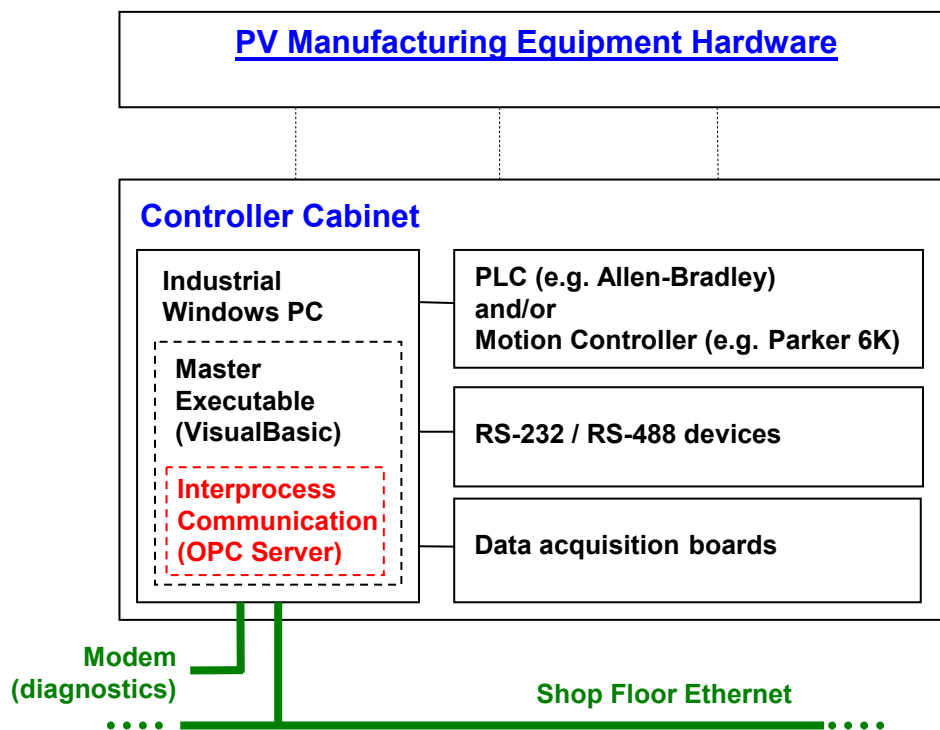 PV Manufacturing Equipment Hardware
Controller Cabinet
Industrial
Windows PC
Master
Executable
(VisualBasic)
Interprocess
Communication
(OPC Server)
PLC (e.g. Allen-Bradley)
and/or
Motion Controller (e.g. Parker 6K)
RS-232 / RS-488 devices
Data acquisition boards
Modem
(diagnostics)
Shop Floor Ethernet